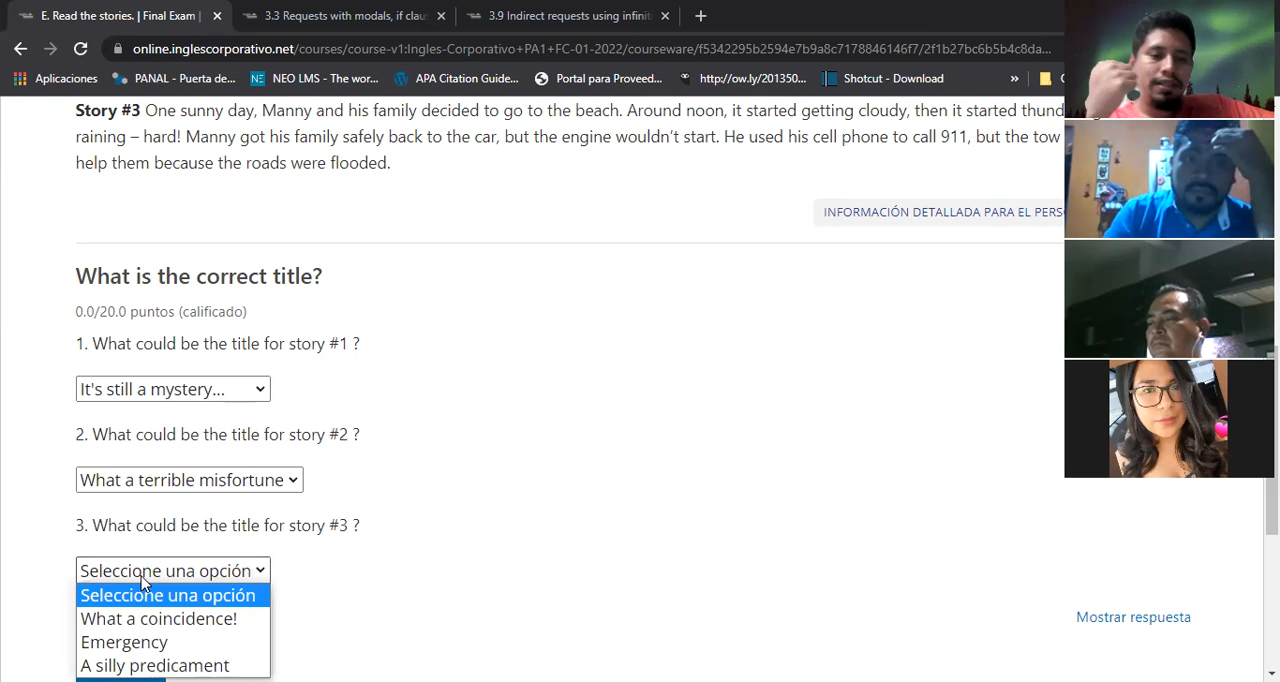 E. Read the stories. | Final Exam |
3.3 Requests with modals, if clau
3.9 Indirect requests using infinit
online.inglescorporativo.net/courses/course-v1:Ingles-Corporativo+PA1+FC-01-2022/courseware/f5342295b2594e7b9a8c7178846146f7/2f1b27bc6b5b4c8da...
Aplicaciones PANAL - Puerta de... NEO LMS - The wor... APA Citation Guide... Portal para Proveed... http://ow.ly/201350... Shotcut - Download »
Story #3 One sunny day, Manny and his family decided to go to the beach. Around noon, it started getting cloudy, then it started thund
raining – hard! Manny got his family safely back to the car, but the engine wouldn't start. He used his cell phone to call 911, but the tow
help them because the roads were flooded.
INFORMACIÓN DETALLADA PARA EL PERS
What is the correct title?
0.0/20.0 puntos (calificado)
1. What could be the title for story #1 ?
It's still a mystery...
2. What could be the title for story #2 ?
What a terrible misfortune
3. What could be the title for story #3 ?
Seleccione una opción
Seleccione una opción
What a coincidence!
Emergency
A silly predicament
Mostrar respuesta